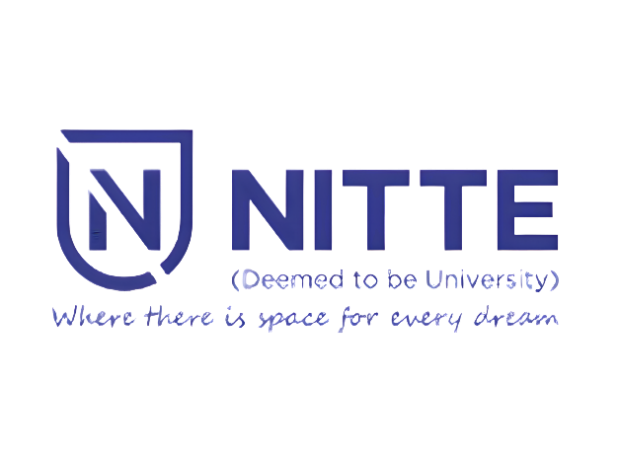 N NITTE
(Deemed to be University)
Where there is space for every dream